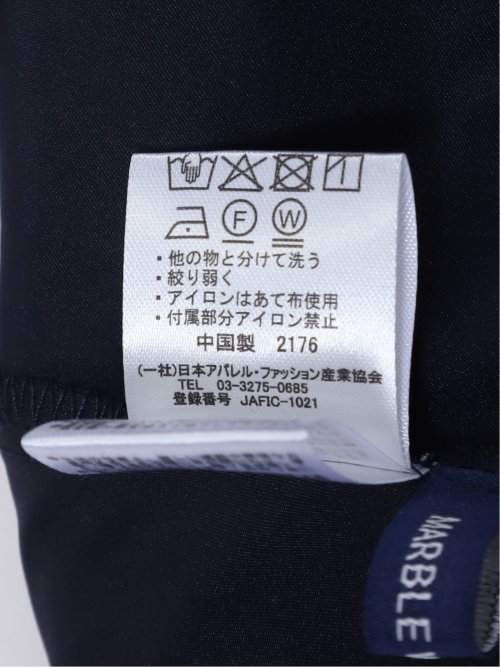 F W
・他の物と分けて洗う
・絞り弱く
・アイロンはあて布使用
・付属部分アイロン禁止
中国製 2176
(一社)日本アパレル・ファッション産業協会
TEL 03-3275-0685
登録番号 JAFIC-1021
MARBLE